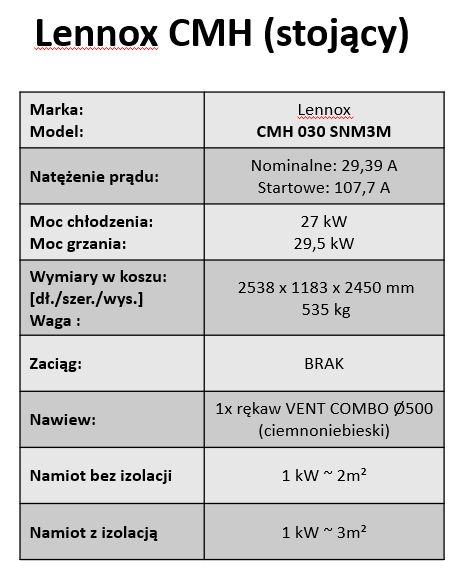 Lennox CMH (stojący)
Marka: Lennox
Model: CMH 030 SNM3M
Natężenie prądu: Nominalne: 29,39 A
Startowe: 107,7 A
Moc chłodzenia: 27 kW
Moc grzania: 29,5 kW
Wymiary w koszu:
[dł./szer./wys.] 2538 x 1183 x 2450 mm
Waga : 535 kg
Zaciąg: BRAK
Nawiew: 1x rękaw VENT COMBO Ø500
(ciemnoniebieski)
Namiot bez izolacji 1 kW ~ 2m²
Namiot z izolacją 1 kW ~ 3m²